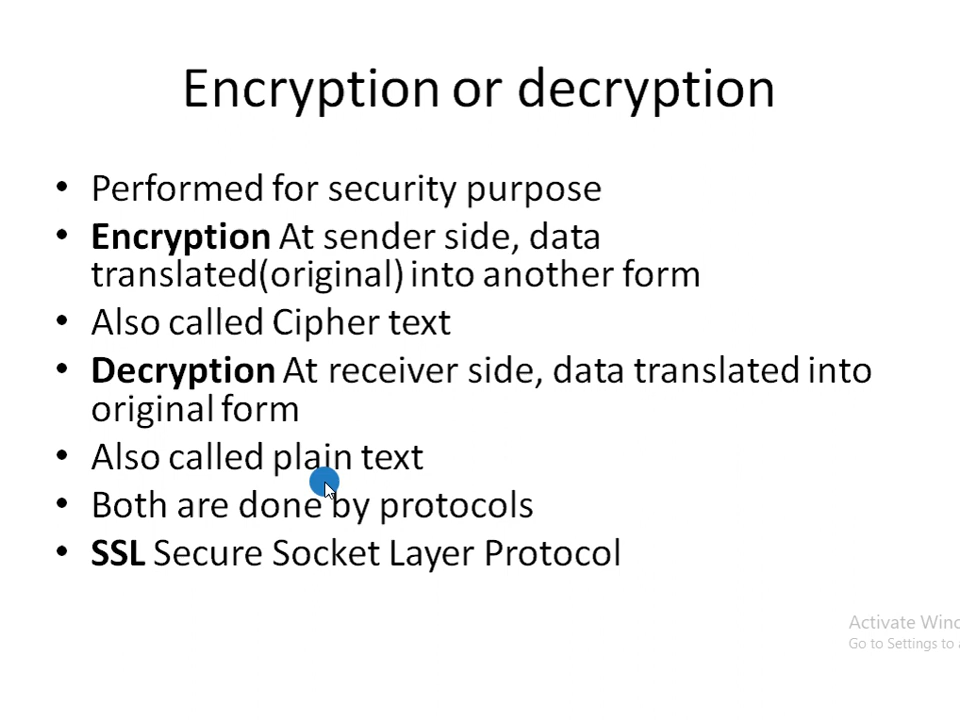 Encryption or decryption
• Performed for security purpose
• Encryption At sender side, data
translated(original) into another form
• Also called Cipher text
• Decryption At receiver side, data translated into
original form
• Also called plain text
• Both are done by protocols
• SSL Secure Socket Layer Protocol
Activate Wind
Go to Settings to a